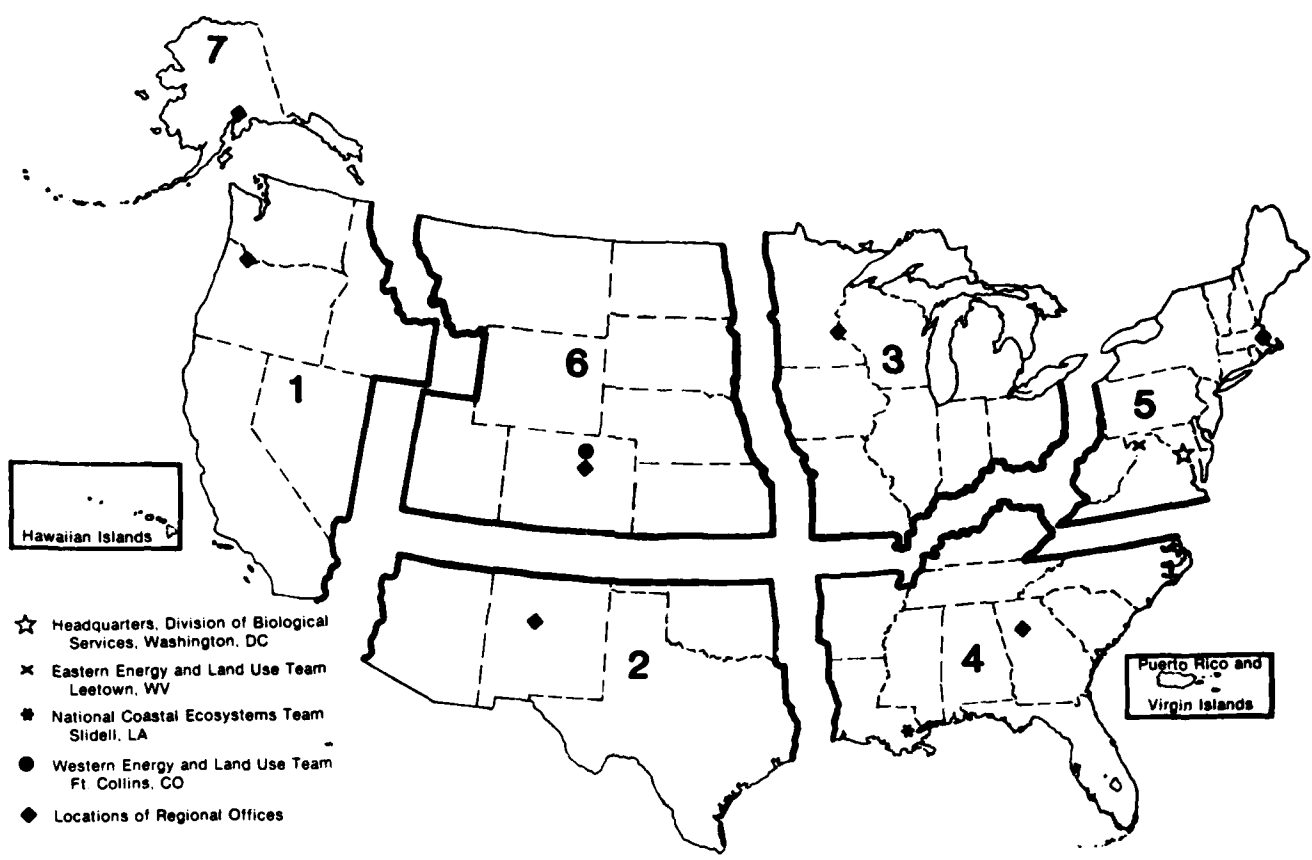 7
6
3
1
5
Hawaiian Islands
2
4
Puerto Rico and
Virgin Islands
Headquarters, Division of Biological
Services, Washington, DC
Eastern Energy and Land Use Team
Leetown, WV
National Coastal Ecosystems Team
Slidell, LA
Western Energy and Land Use Team
Ft. Collins, CO
Locations of Regional Offices